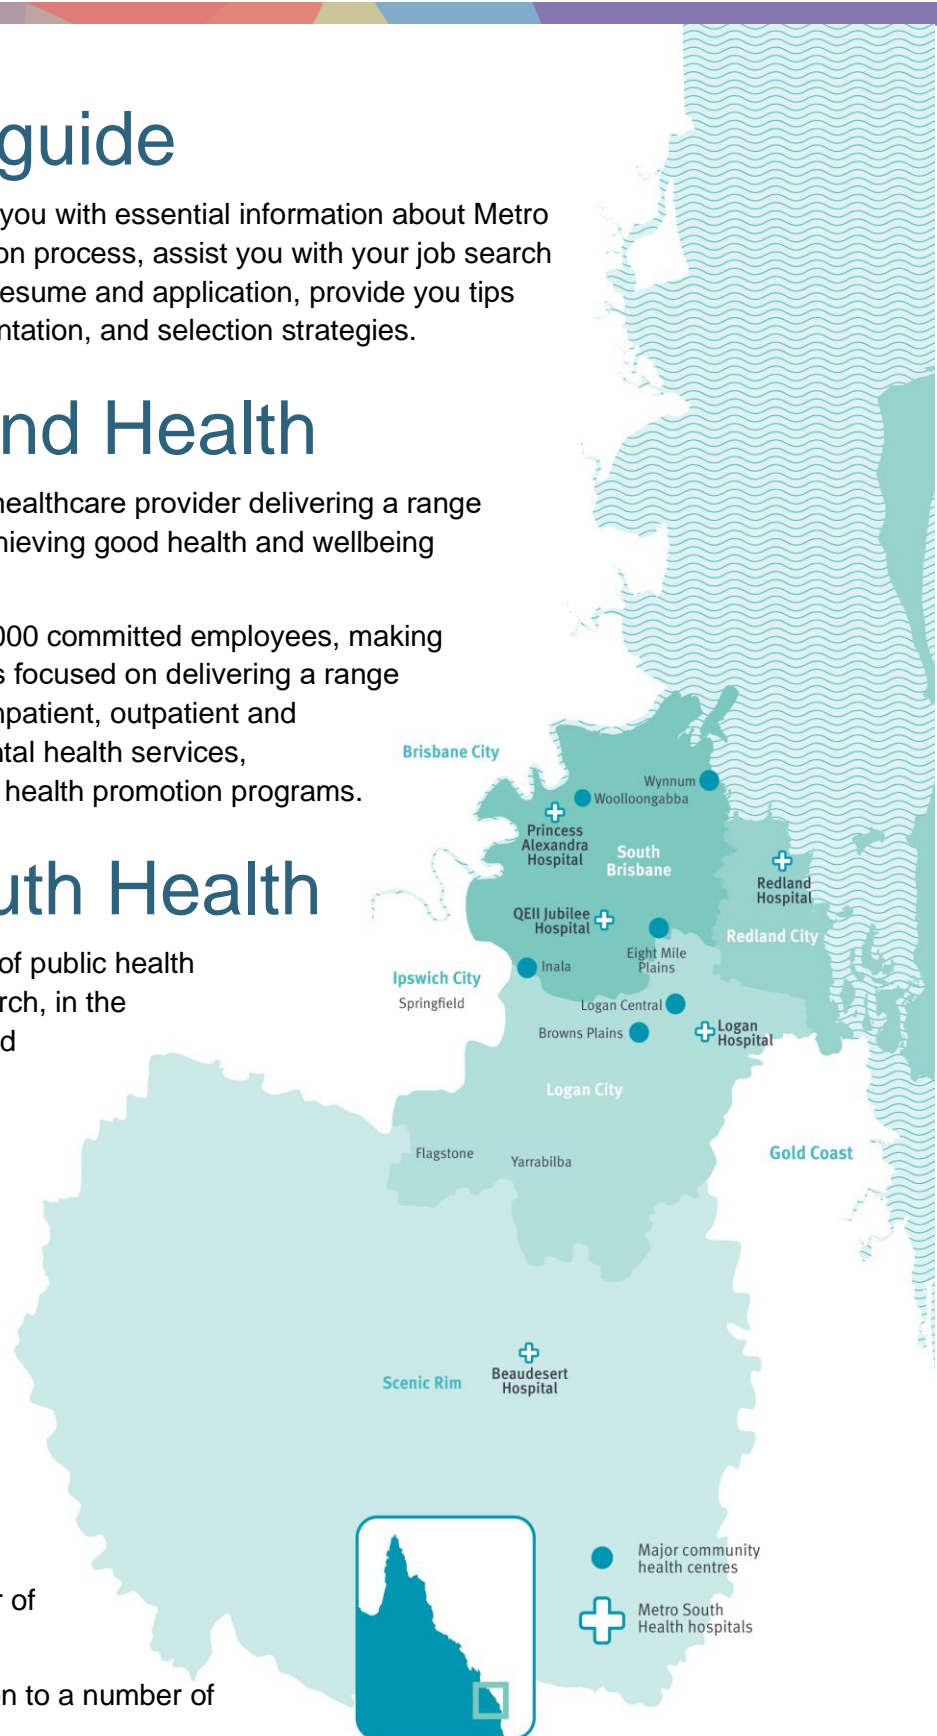 guide
you with essential information about Metro
on process, assist you with your job search
esume and application, provide you tips
ntation, and selection strategies.
nd Health
healthcare provider delivering a range
hieving good health and wellbeing
000 committed employees, making
s focused on delivering a range
npatient, outpatient and
ntal health services,
health promotion programs.
uth Health
of public health
rch, in the
d
r of
n to a number of
Brisbane City
Wynnum
Woolloongabba
Princess
Alexandra
Hospital
South
Brisbane
Redland
Hospital
QEII Jubilee
Hospital
Redland City
Eight Mile
Plains
Inala
Ipswich City
Springfield
Logan Central
Browns Plains
Logan
Hospital
Logan City
Flagstone
Yarrabilba
Gold Coast
Scenic Rim
Beaudesert
Hospital
Major community
health centres
Metro South
Health hospitals